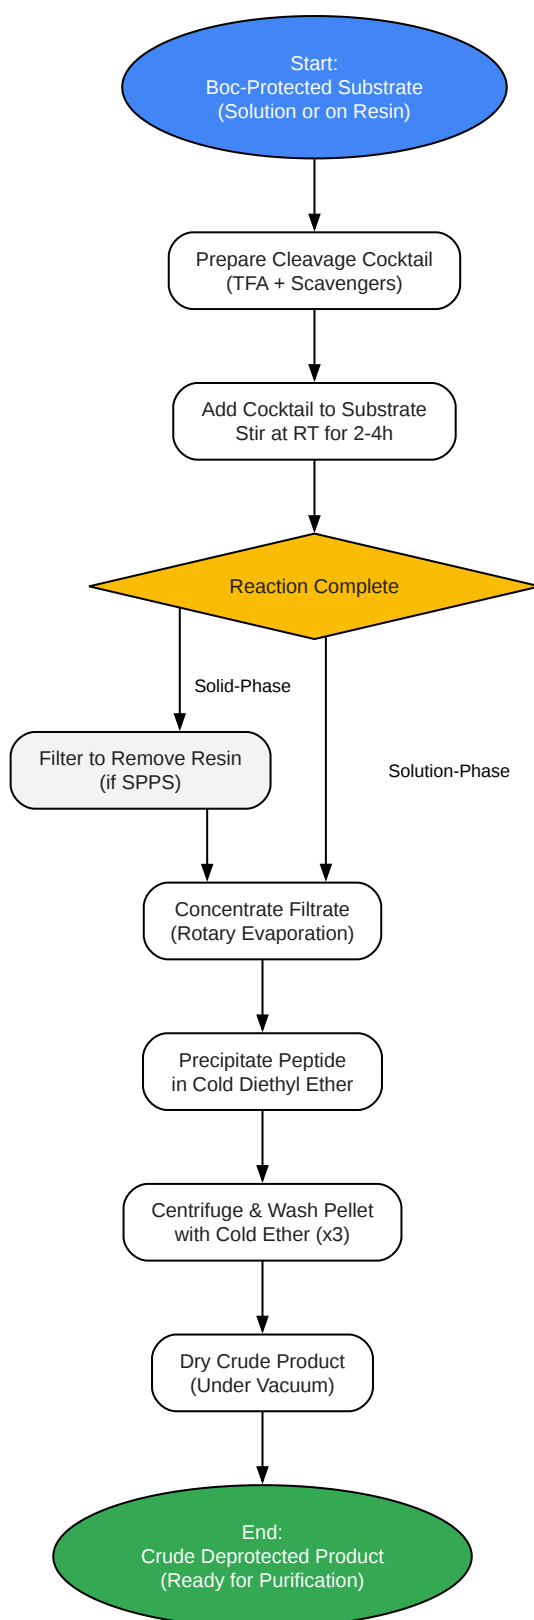 Start:
Boc-Protected Substrate
(Solution or on Resin)
Prepare Cleavage Cocktail
(TFA + Scavengers)
Add Cocktail to Substrate
Stir at RT for 2-4h
Reaction Complete
Solid-Phase
Filter to Remove Resin
(if SPPS)
Solution-Phase
Concentrate Filtrate
(Rotary Evaporation)
Precipitate Peptide
in Cold Diethyl Ether
Centrifuge & Wash Pellet
with Cold Ether (x3)
Dry Crude Product
(Under Vacuum)
End:
Crude Deprotected Product
(Ready for Purification)